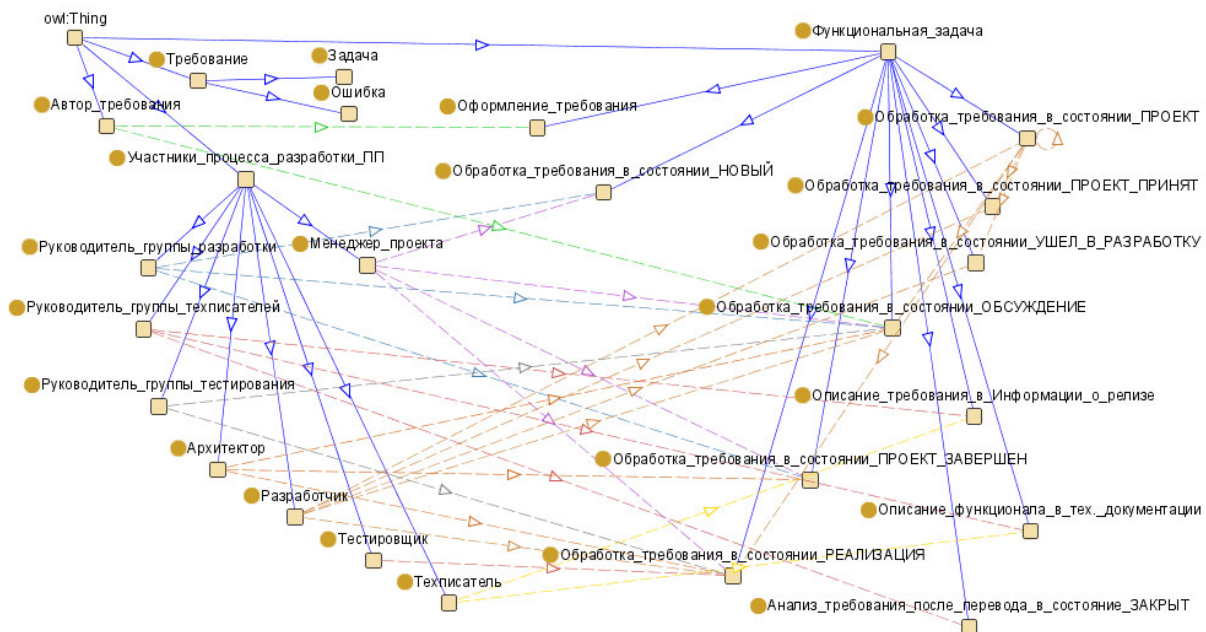 owl:Thing
Функциональная_задача
Требование
Задача
Ошибка
Автор_требования
Оформление_требования
Обработка_требования_в_состоянии_ПРОЕКТ
Участники_процесса_разработки_ПП
Обработка_требования_в_состоянии_НОВЫЙ
Обработка_требования_в_состоянии_ПРОЕКТ_ПРИНЯТ
Руководитель_группы_разработки
Менеджер_проекта
Обработка_требования_в_состоянии_УШЕЛ_В_РАЗРАБОТКУ
Руководитель_группы_техписателей
Обработка_требования_в_состоянии_ОБСУЖДЕНИЕ
Руководитель_группы_тестирования
Описание_требования_в_Информации_о_релизе
Архитектор
Обработка_требования_в_состоянии_ПРОЕКТ_ЗАВЕРШЕН
Разработчик
Описание_функционала_в_тех._документации
Тестировщик
Обработка_требования_в_состоянии_РЕАЛИЗАЦИЯ
Техписатель
Анализ_требования_после_перевода_в_состояние_ЗАКРЫТ